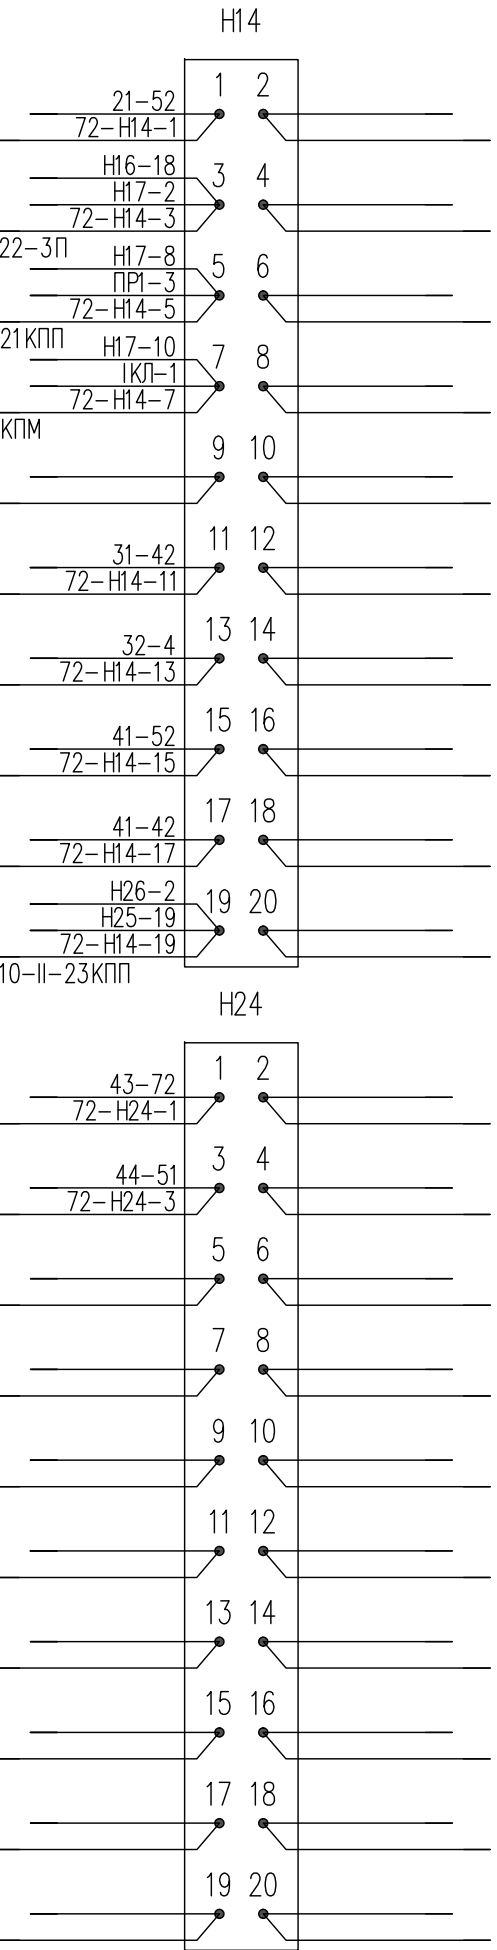 Н14
1 2
21-52
72-Н14-1
Н16-18
3 4
Н17-2
72-Н14-3
22-3П
Н17-8
5 6
ПР1-3
72-Н14-5
21КПП
Н17-10
7 8
1КЛ-1
72-Н14-7
КПМ
9 10
11 12
31-42
72-Н14-11
13 14
32-4
72-Н14-13
15 16
41-52
72-Н14-15
17 18
41-42
72-Н14-17
Н26-2
19 20
Н25-19
72-Н14-19
10-II-23КПП
Н24
1 2
43-72
72-Н24-1
3 4
44-51
72-Н24-3
5 6
7 8
9 10
11 12
13 14
15 16
17 18
19 20